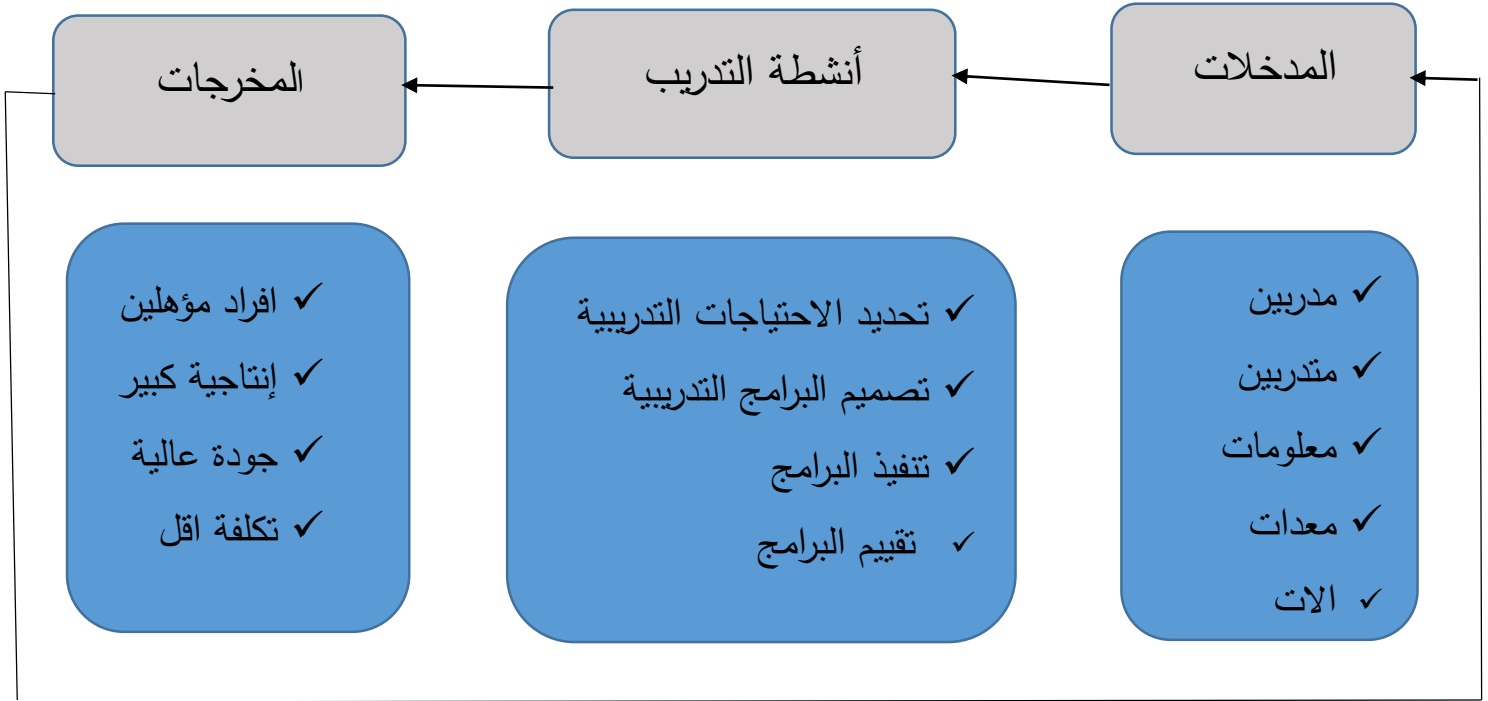 المدخلات
أنشطة التدريب
المخرجات
✓ مدربين
✓ متدربين
✓ معلومات
✓ معدات
✓ الات
✓ تحديد الاحتياجات التدريبية
✓ تصميم البرامج التدريبية
✓ تنفيذ البرامج
✓ تقييم البرامج
✓ افراد مؤهلين
✓ إنتاجية كبير
✓ جودة عالية
✓ تكلفة اقل